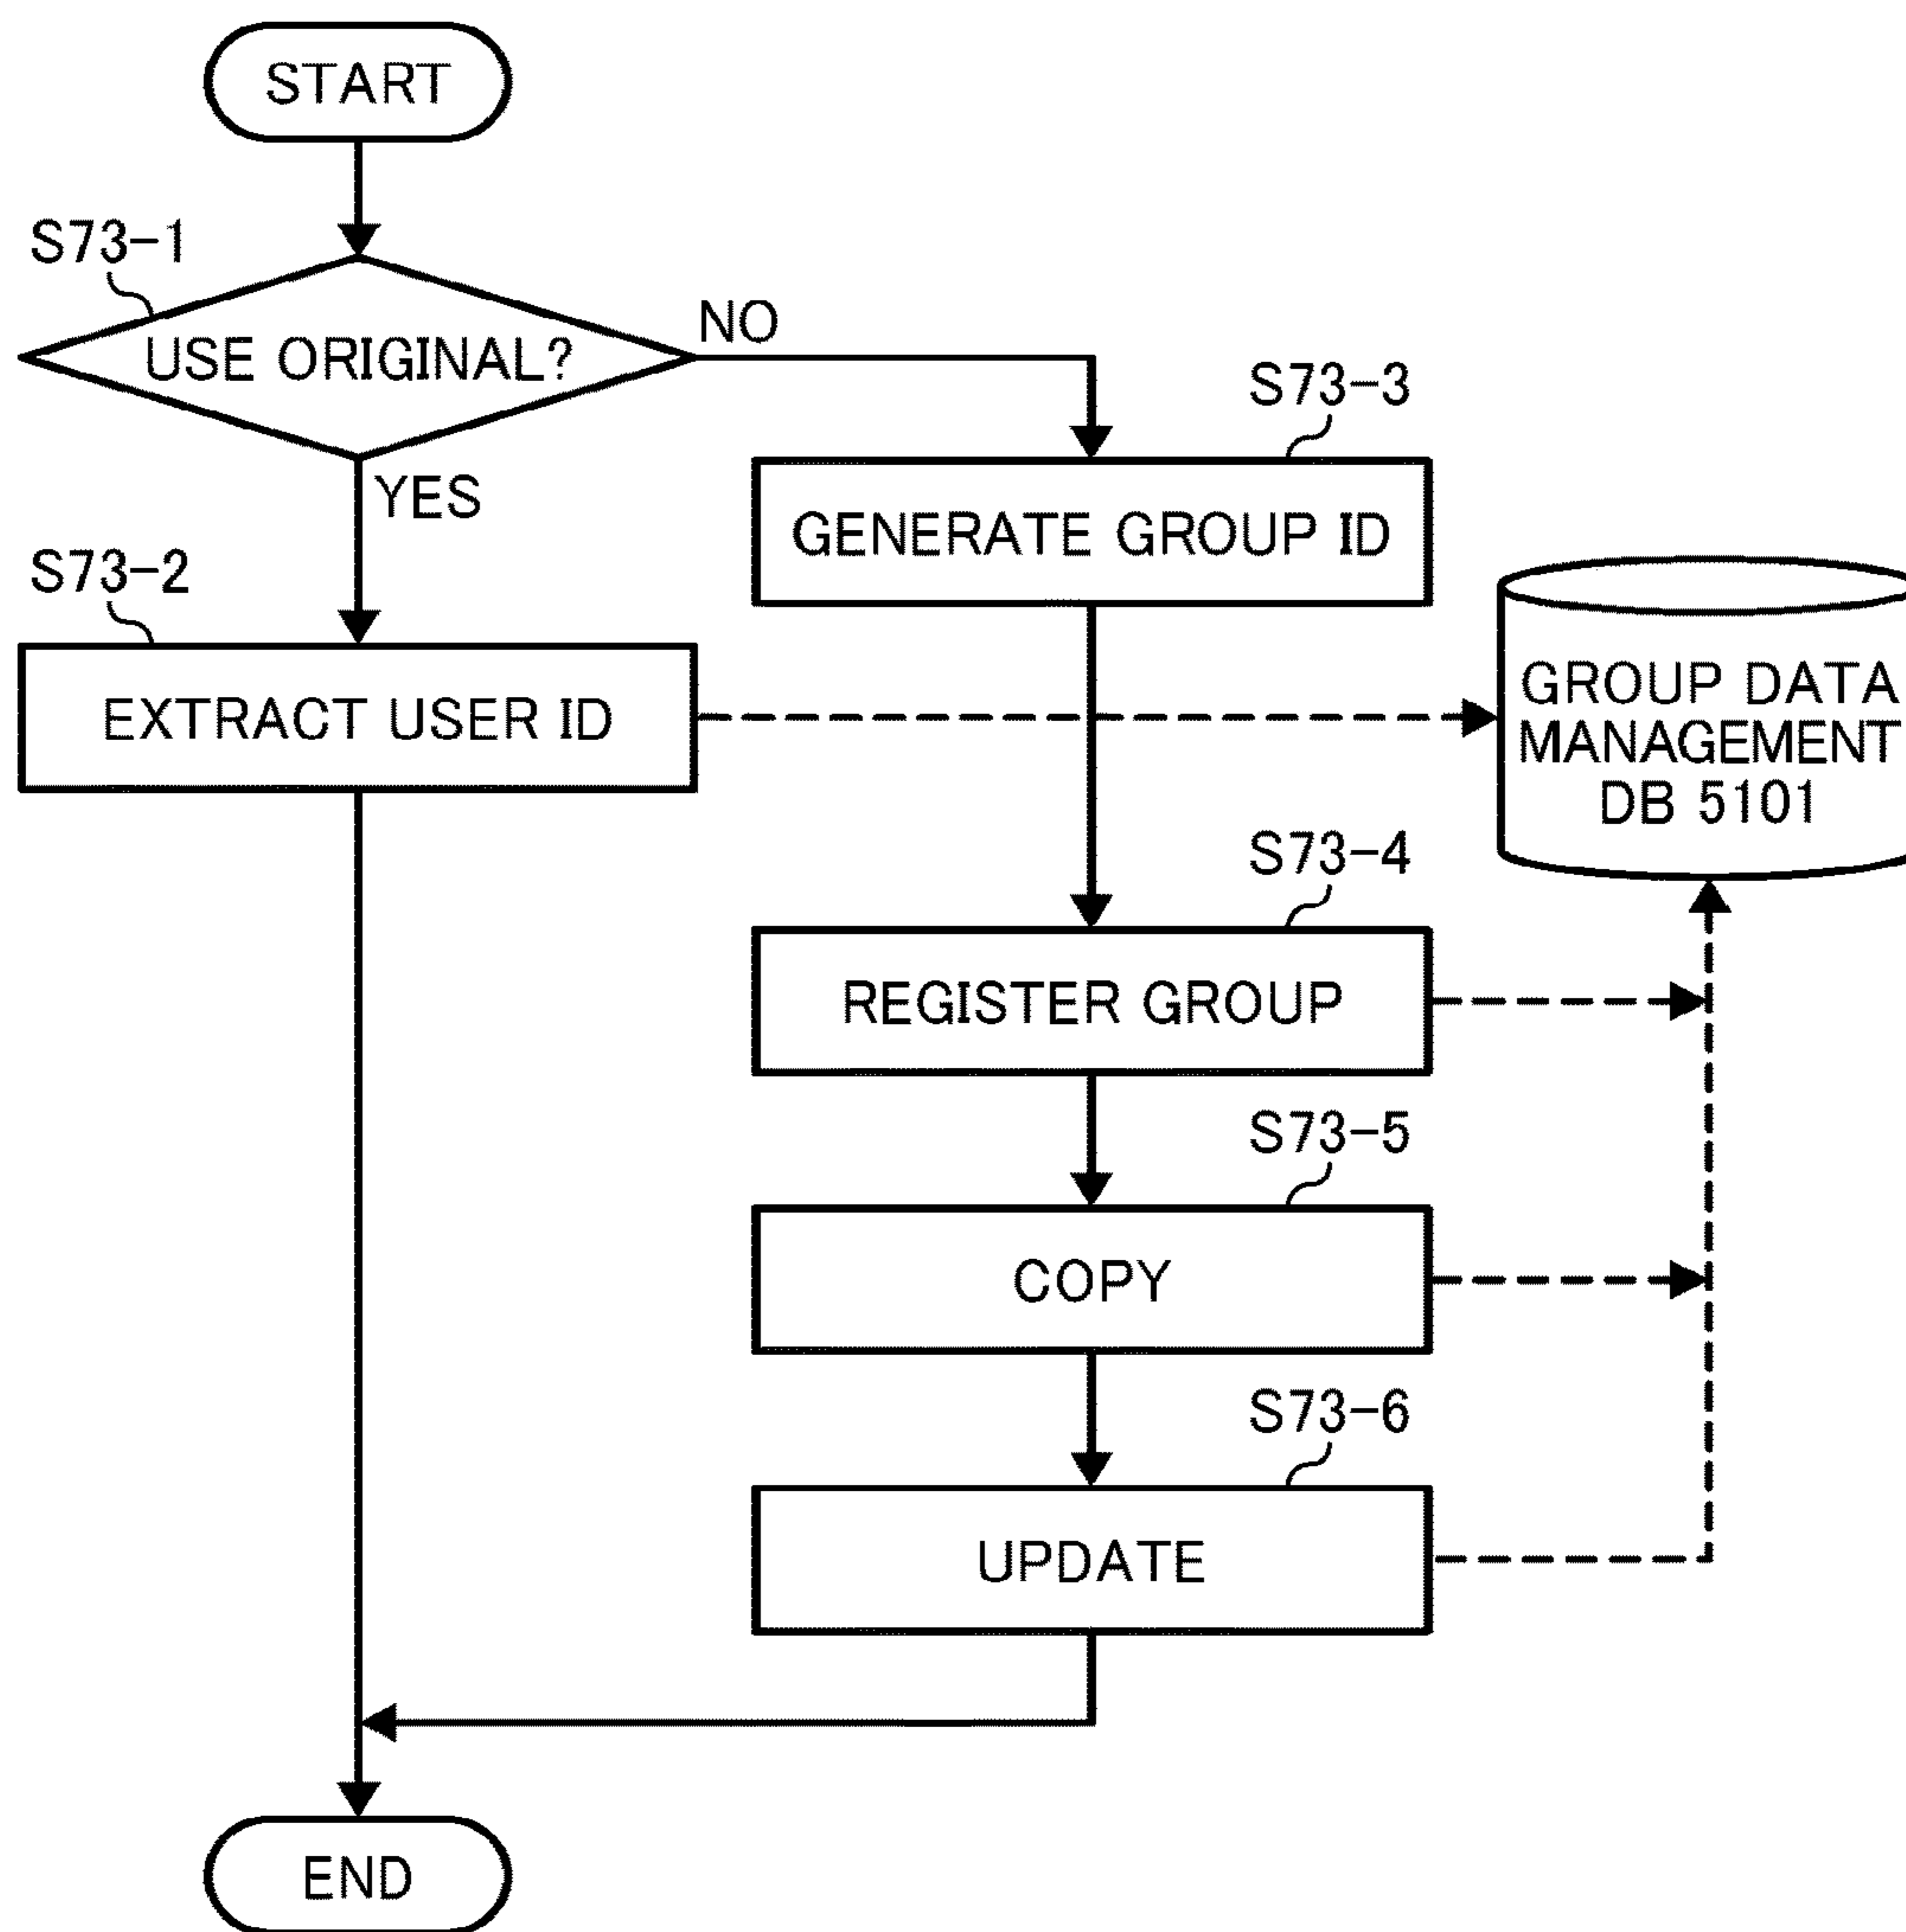 START
S73-1
USE ORIGINAL?
NO
YES
S73-2
EXTRACT USER ID
S73-3
GENERATE GROUP ID
GROUP DATA
MANAGEMENT
DB 5101
S73-4
REGISTER GROUP
S73-5
COPY
S73-6
UPDATE
END